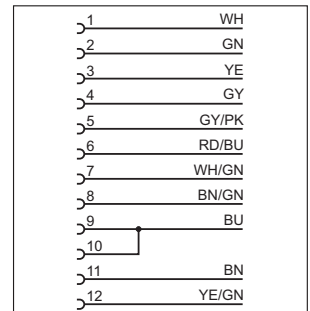 1 WH
2 GN
3 YE
4 GY
5 GY/PK
6 RD/BU
7 WH/GN
8 BN/GN
9 BU
10
11 BN
12 YE/GN